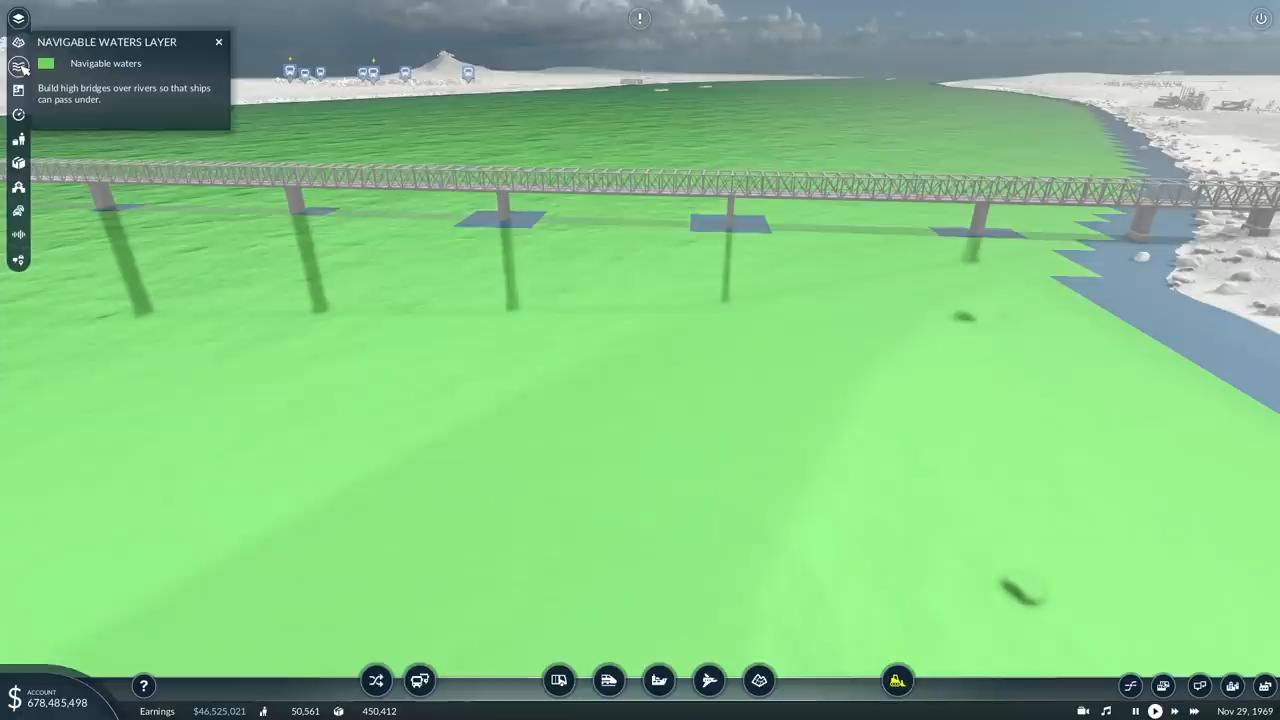 NAVIGABLE WATERS LAYER
Navigable waters
Build high bridges over rivers so that ships
can pass under.
ACCOUNT
$ 678,485,498
Earnings $46,525,021 50,561 450,412
Nov 29, 1969